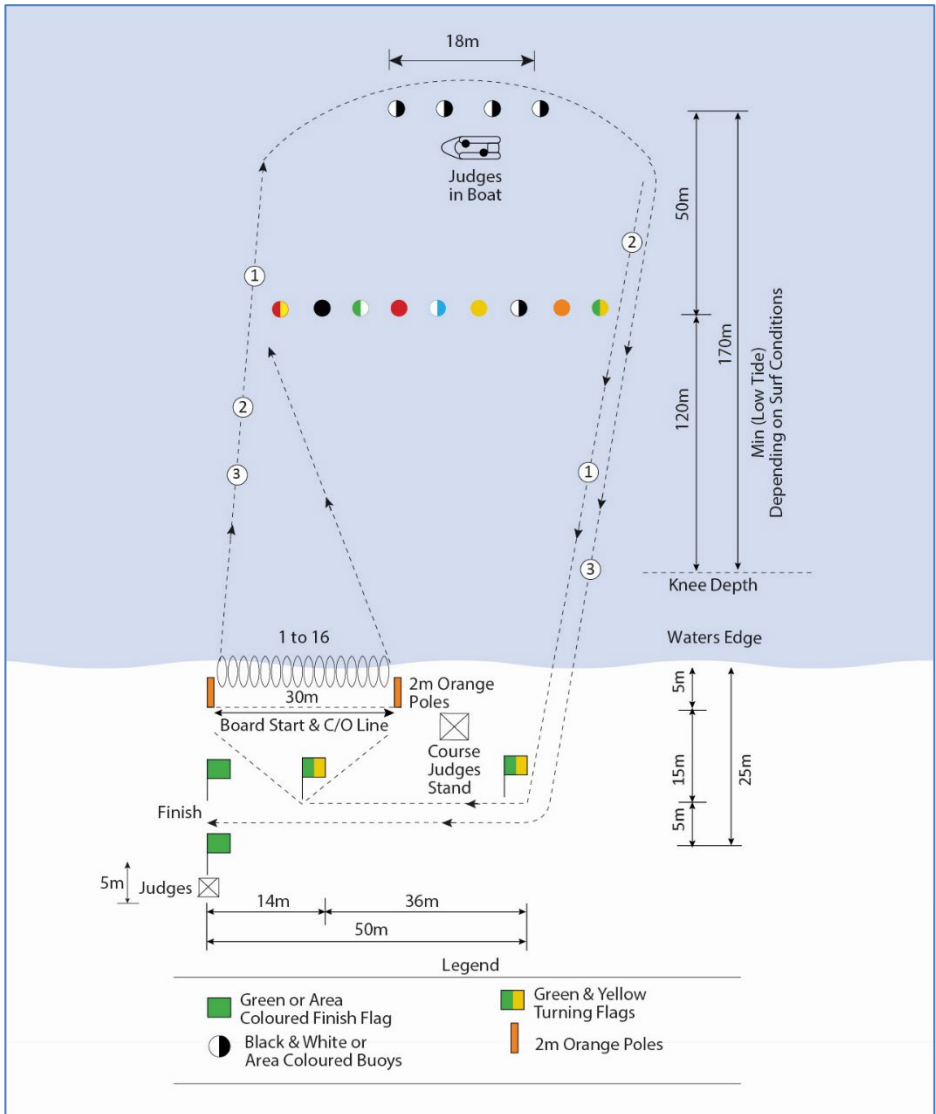 18m
Judges
in Boat
50m
2
1
170m
Min (Low Tide)
Depending on Surf Conditions
120m
2
3
1
3
Knee Depth
1 to 16
Waters Edge
30m
2m Orange
Poles
5m
Board Start & C/O Line
Course
Judges
Stand
15m
25m
Finish
5m
5m
Judges
14m
36m
50m
Legend
Green or Area
Coloured Finish Flag
Green & Yellow
Turning Flags
Black & White or
Area Coloured Buoys
2m Orange Poles